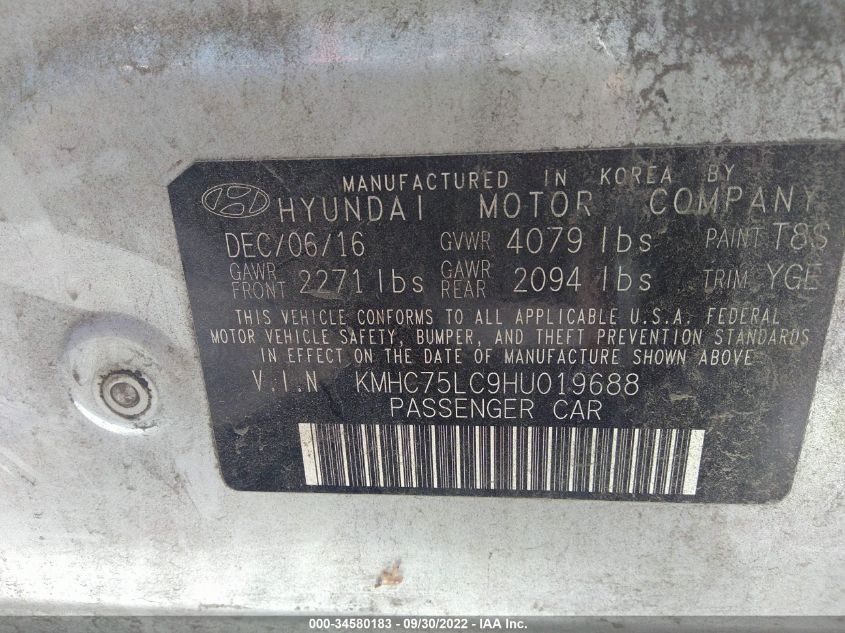 MANUFACTURED IN KOREA BY
HYUNDAI MOTOR COMPANY
DEC/06/16 GVWR 4079 lbs PAINT T8S
GAWR FRONT 2271 lbs GAWR REAR 2094 lbs TRIM YGE
THIS VEHICLE CONFORMS TO ALL APPLICABLE U.S.A. FEDERAL
MOTOR VEHICLE SAFETY, BUMPER, AND THEFT PREVENTION STANDARDS
IN EFFECT ON THE DATE OF MANUFACTURE SHOWN ABOVE
V.I.N KMHC75LC9HU019688
PASSENGER CAR
000-34580183 - 09/30/2022 - IAA Inc.